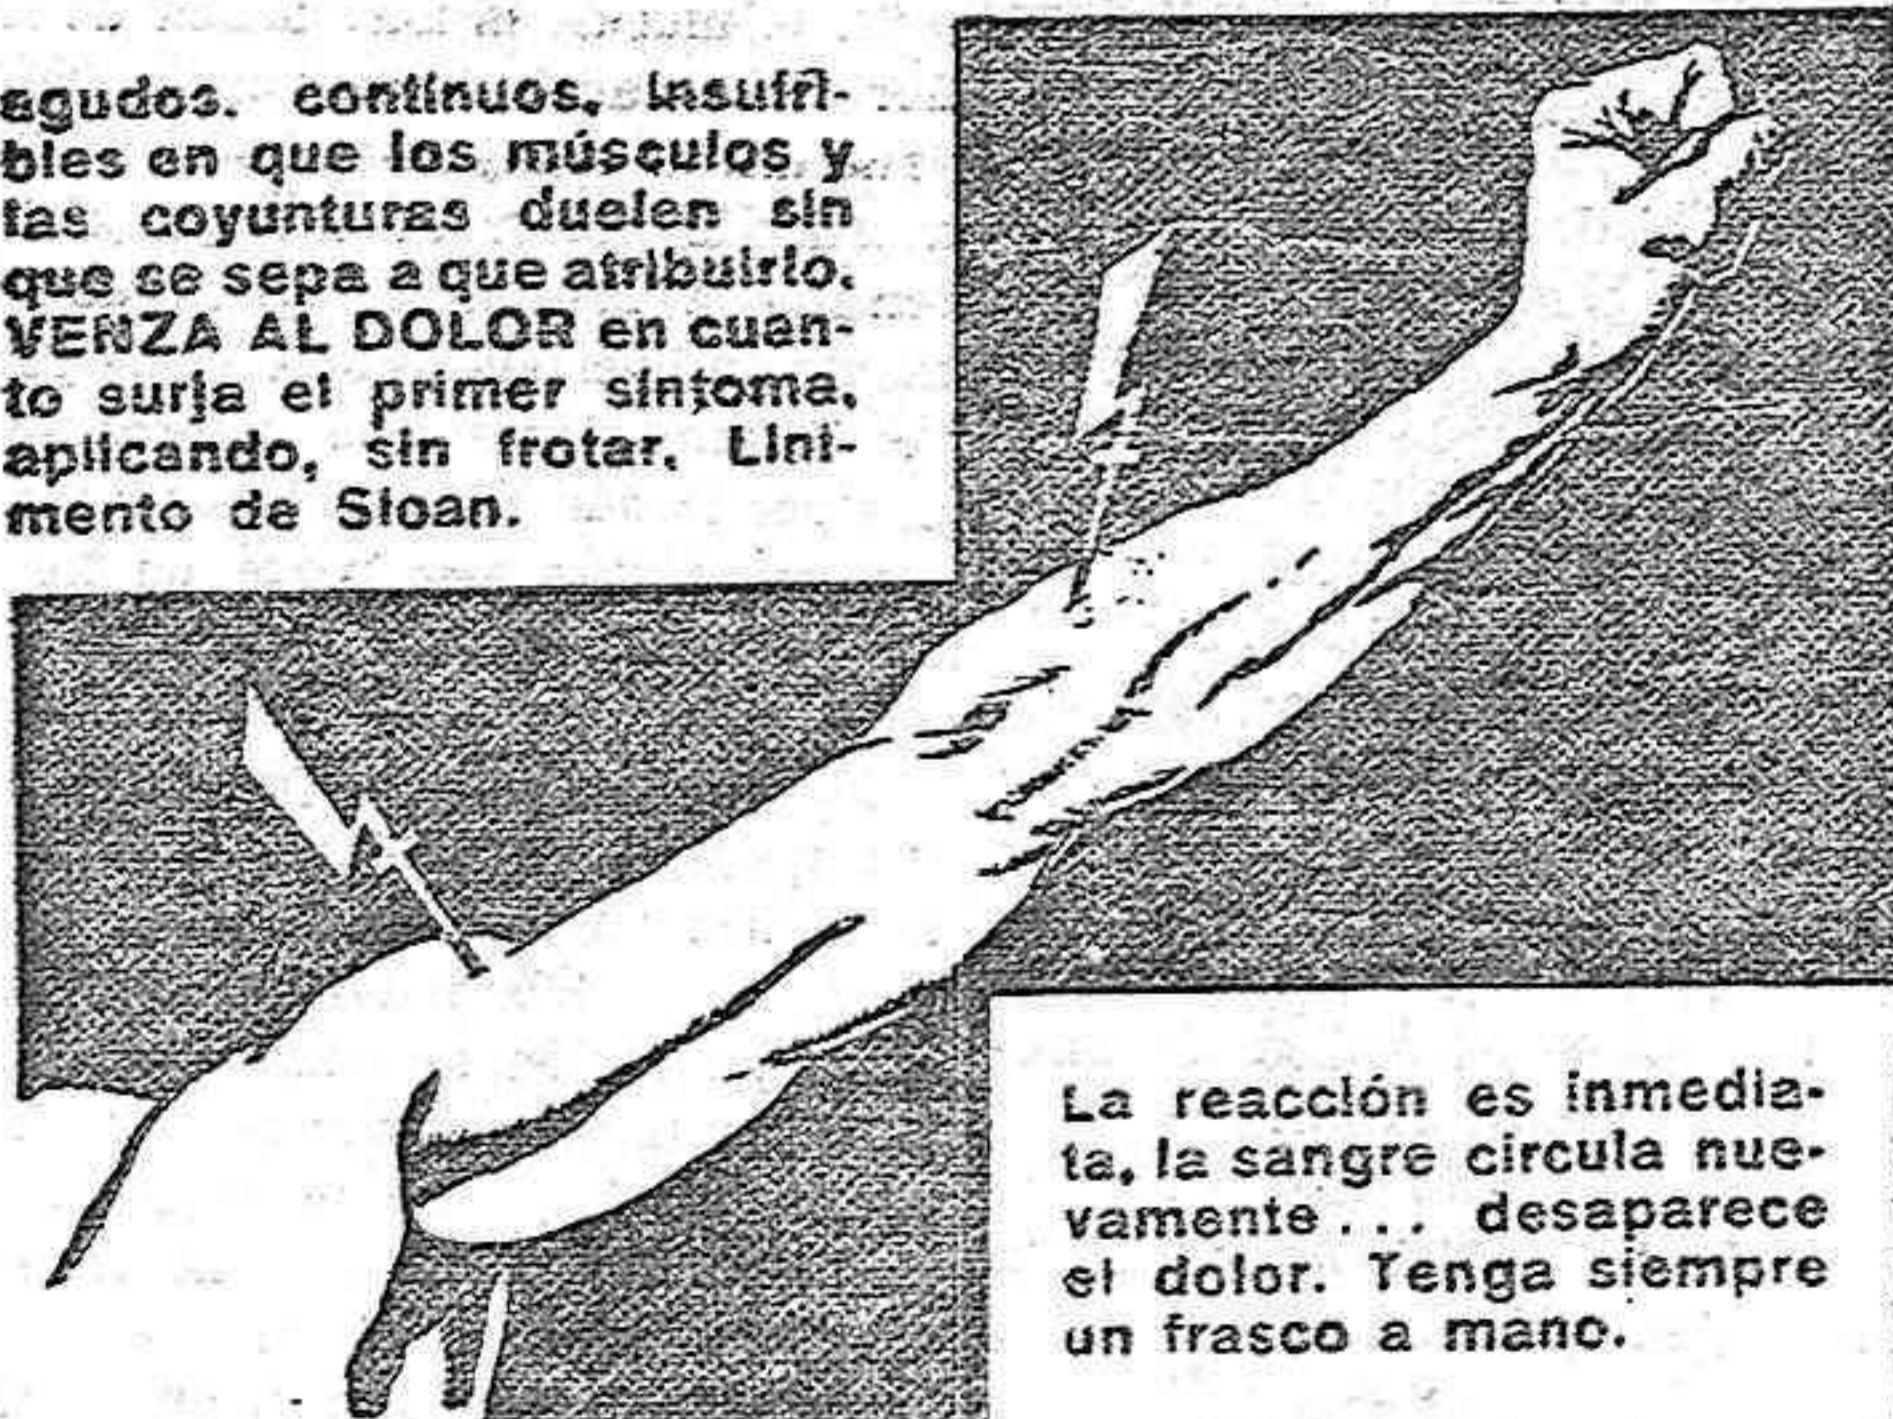 agudos, contínuos, insufri-
bles en que los músculos y
las coyunturas duelen sin
que se sepa a que atribuirlo.
VENZA AL DOLOR en cuan-
to surja el primer síntoma,
aplicando, sin frotar, Lini-
mento de Sloan.
La reacción es inmedia-
ta, la sangre circula nue-
vamente... desaparece
el dolor. Tenga siempre
un frasco a mano.